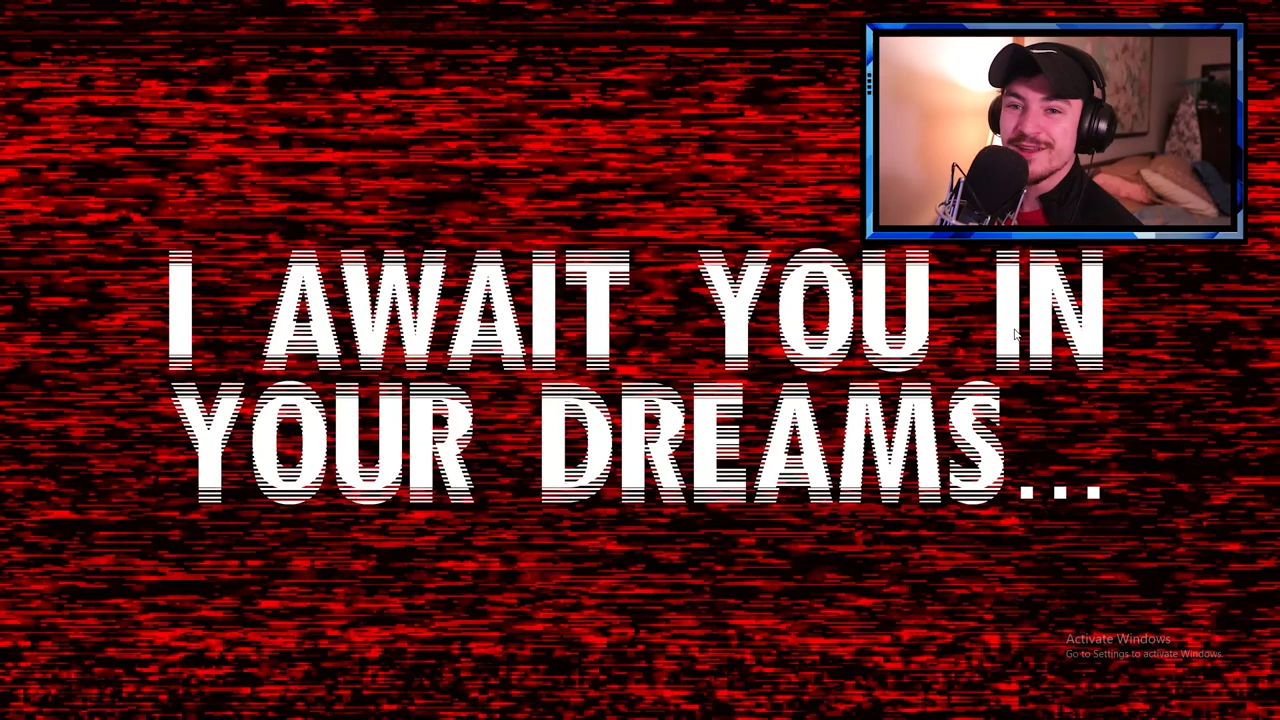 I AWAIT YOU IN
YOUR DREAMS...
Activate Windows
Go to Settings to activate Windows.